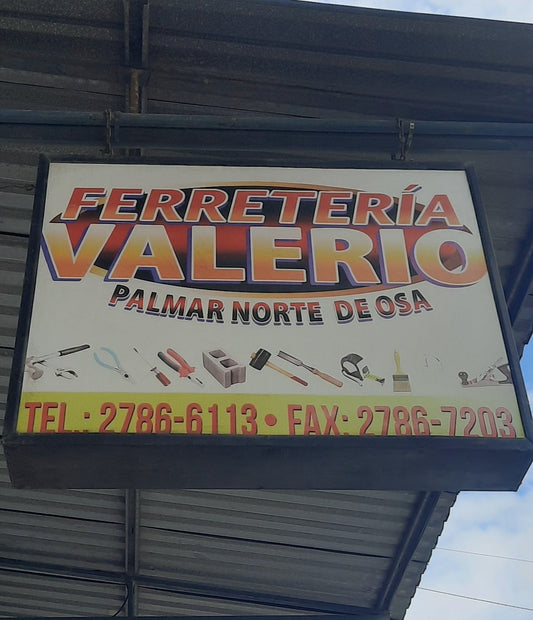 FERRETERÍA
VALERIO
PALMAR NORTE DE OSA
TEL.: 2786-6113 • FAX: 2786-7203